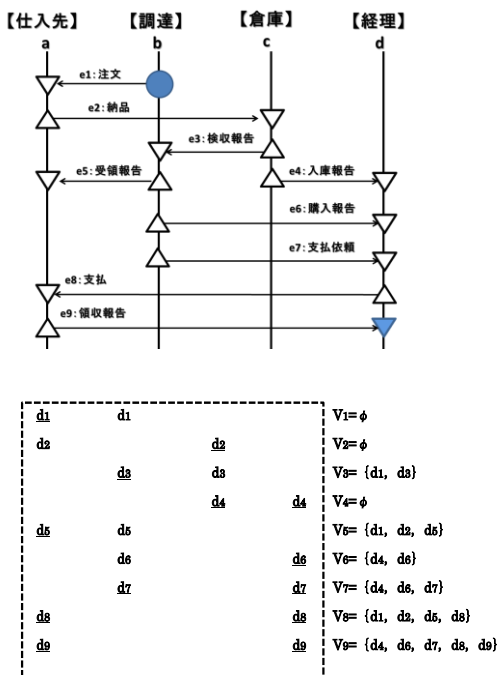 【仕入先】 【調達】 【倉庫】 【経理】
a b c d
e1:注文
e2:納品
e3:検収報告
e5:受領報告 e4:入庫報告
e6:購入報告
e7:支払依頼
e8:支払
e9:領収報告
d1 d1 V1=φ
d2 d2 V2=φ
d3 d3 V3= {d1, d3}
d4 d4 V4=φ
d5 d5 V5= {d1, d2, d5}
d6 d6 V6= {d4, d6}
d7 d7 V7= {d4, d6, d7}
d8 d8 V8= {d1, d2, d5, d8}
d9 d9 V9= {d4, d6, d7, d8, d9}